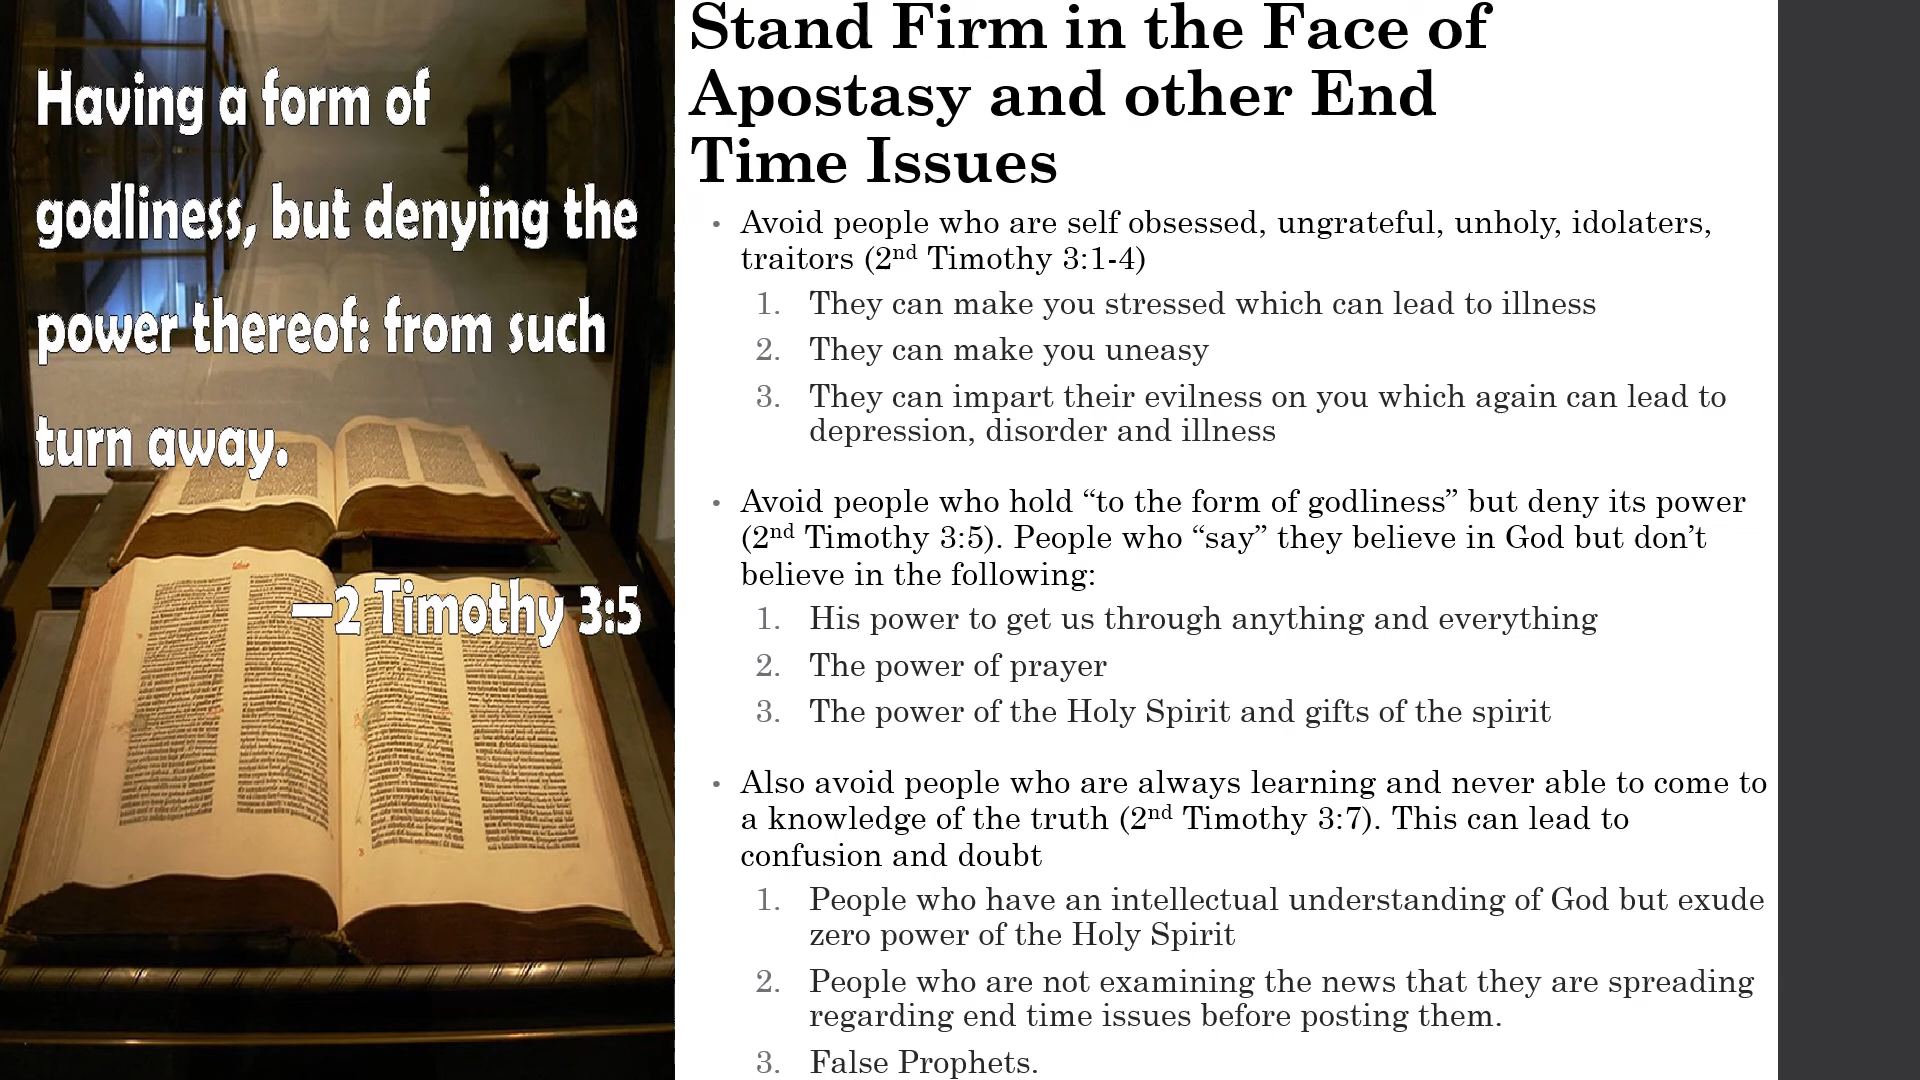 Having a form of
godliness, but denying the
power thereof: from such
turn away.
—2 Timothy 3:5
Stand Firm in the Face of
Apostasy and other End
Time Issues
• Avoid people who are self obsessed, ungrateful, unholy, idolaters,
traitors (2nd Timothy 3:1-4)
1. They can make you stressed which can lead to illness
2. They can make you uneasy
3. They can impart their evilness on you which again can lead to
depression, disorder and illness
• Avoid people who hold “to the form of godliness” but deny its power
(2nd Timothy 3:5). People who “say” they believe in God but don’t
believe in the following:
1. His power to get us through anything and everything
2. The power of prayer
3. The power of the Holy Spirit and gifts of the spirit
• Also avoid people who are always learning and never able to come to
a knowledge of the truth (2nd Timothy 3:7). This can lead to
confusion and doubt
1. People who have an intellectual understanding of God but exude
zero power of the Holy Spirit
2. People who are not examining the news that they are spreading
regarding end time issues before posting them.
3. False Prophets.